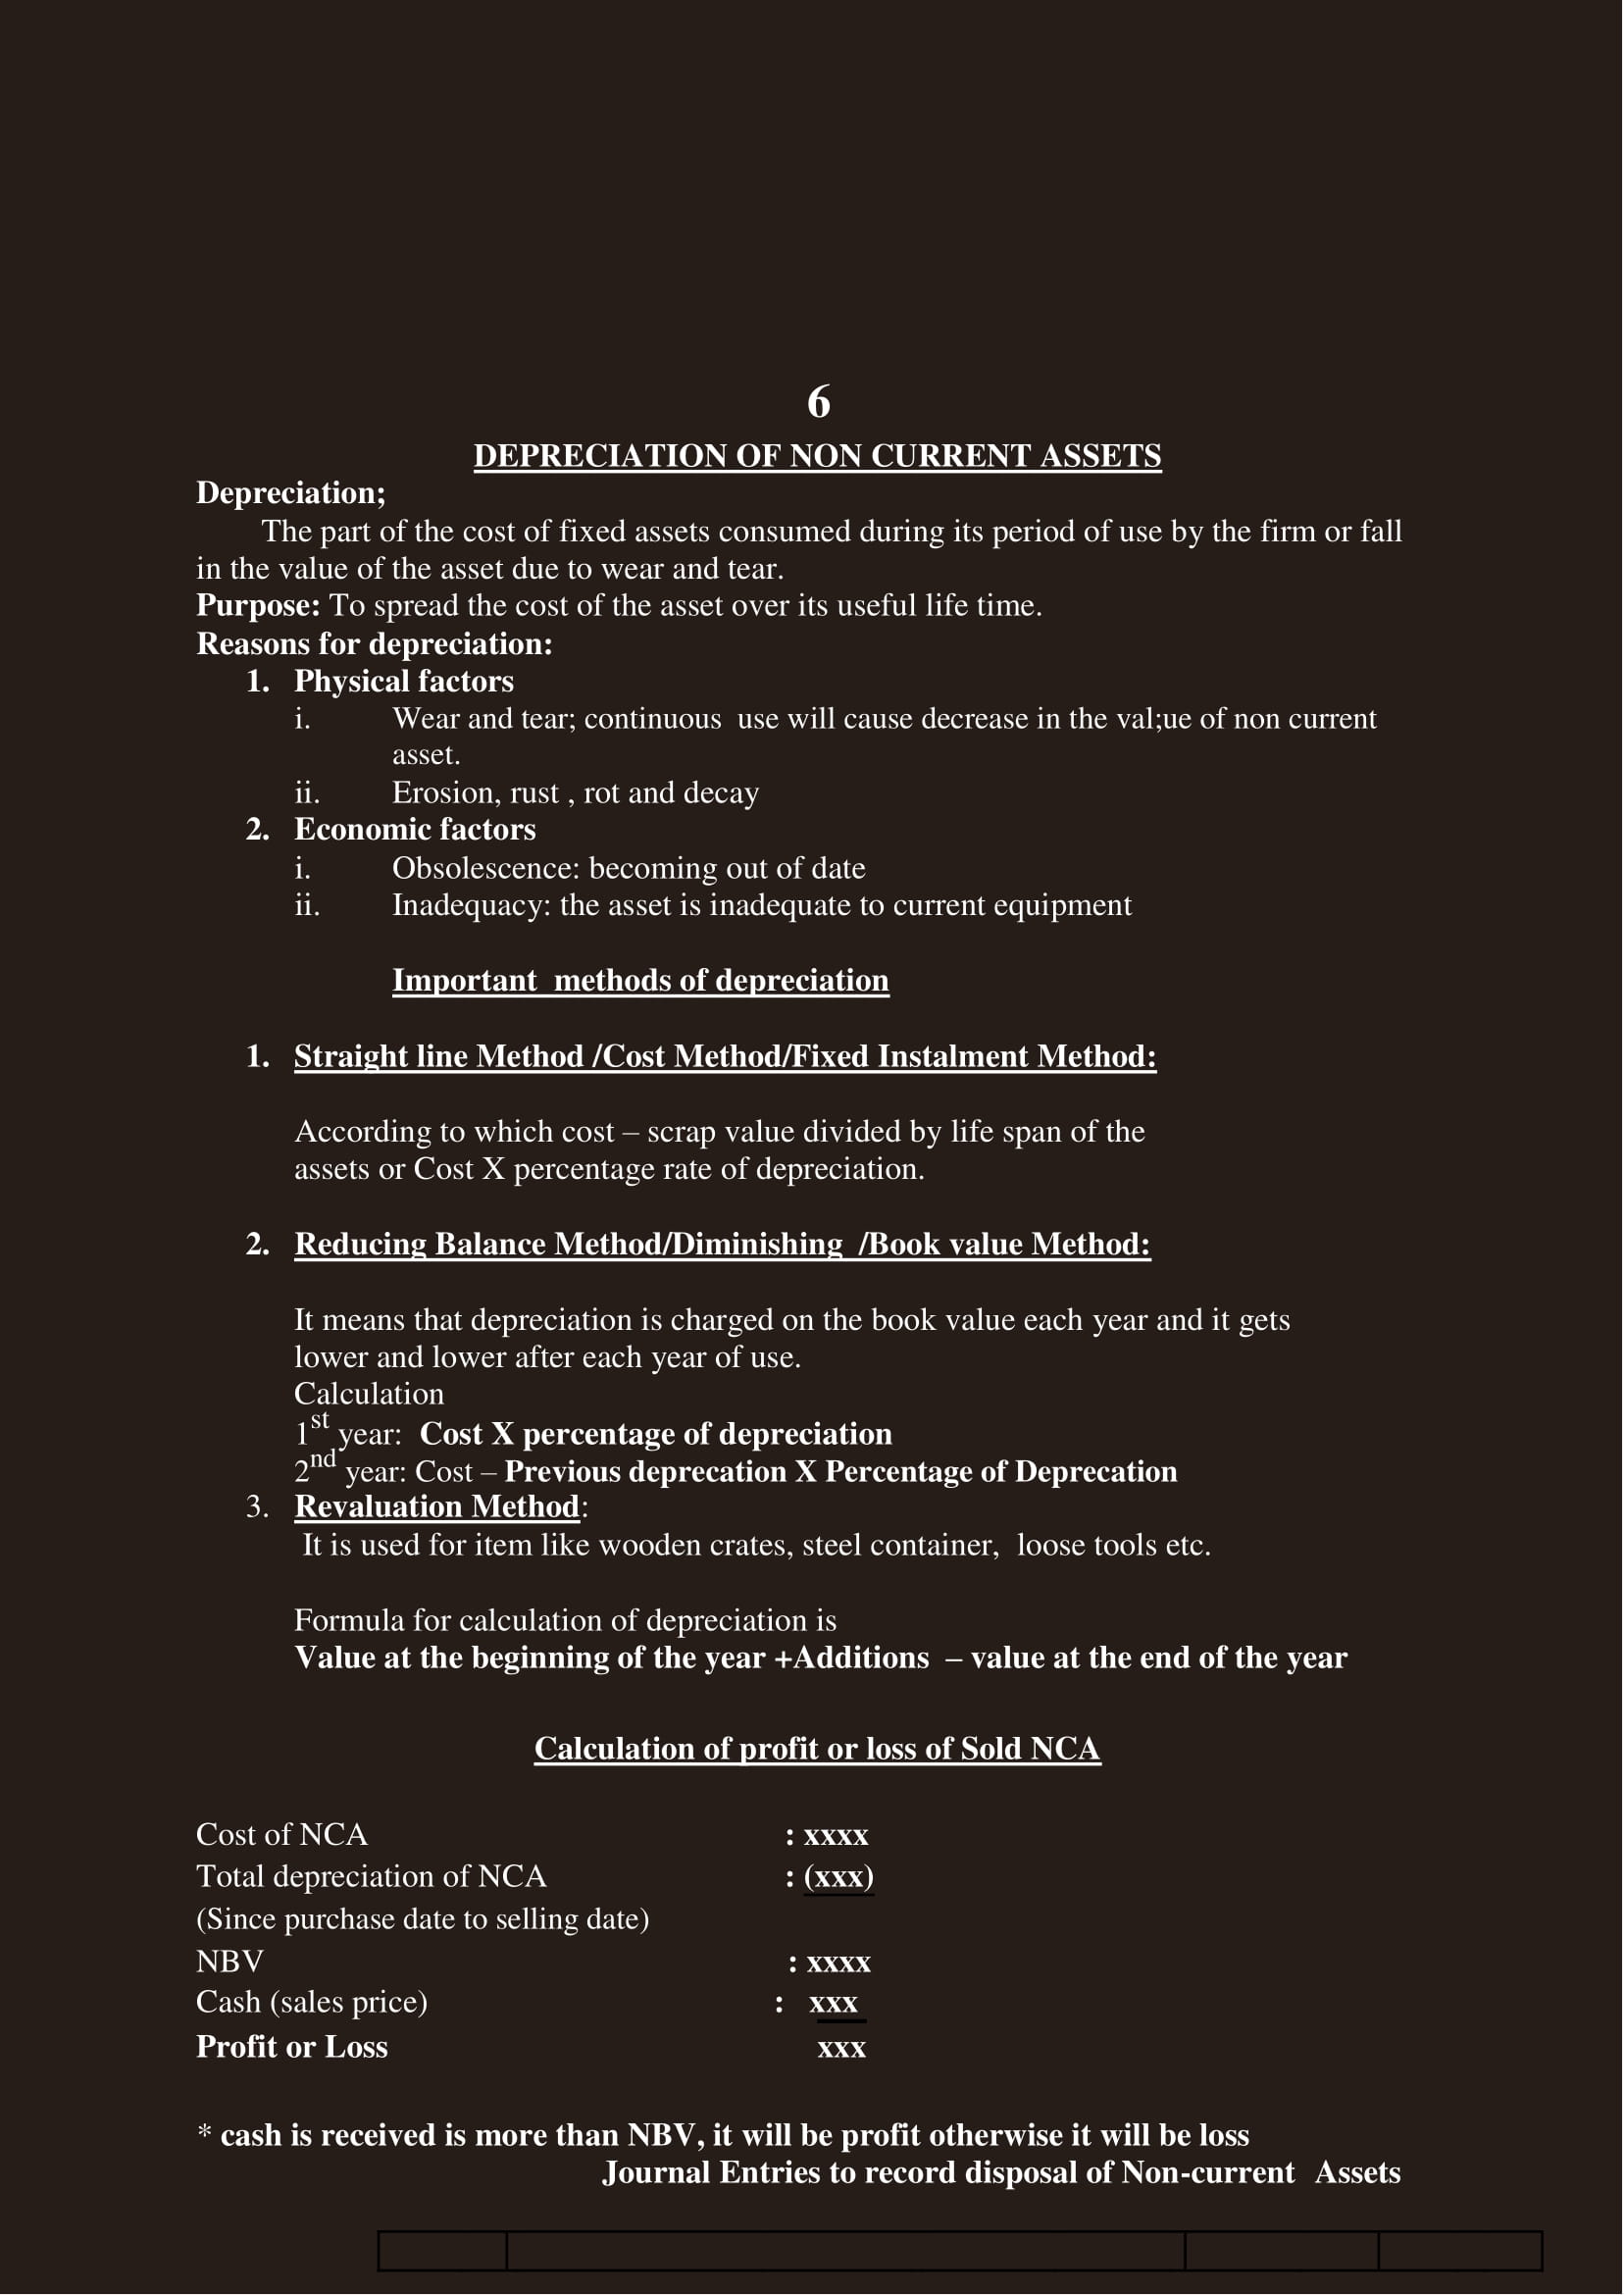 6
DEPRECIATION OF NON CURRENT ASSETS
Depreciation;
The part of the cost of fixed assets consumed during its period of use by the firm or fall
in the value of the asset due to wear and tear.
Purpose: To spread the cost of the asset over its useful life time.
Reasons for depreciation:
1. Physical factors
i. Wear and tear; continuous use will cause decrease in the val;ue of non current
asset.
ii. Erosion, rust , rot and decay
2. Economic factors
i. Obsolescence: becoming out of date
ii. Inadequacy: the asset is inadequate to current equipment
Important methods of depreciation
1. Straight line Method /Cost Method/Fixed Instalment Method:
According to which cost – scrap value divided by life span of the
assets or Cost X percentage rate of depreciation.
2. Reducing Balance Method/Diminishing /Book value Method:
It means that depreciation is charged on the book value each year and it gets
lower and lower after each year of use.
Calculation
1st year: Cost X percentage of depreciation
2nd year: Cost – Previous deprecation X Percentage of Deprecation
3. Revaluation Method:
It is used for item like wooden crates, steel container, loose tools etc.
Formula for calculation of depreciation is
Value at the beginning of the year +Additions – value at the end of the year
Calculation of profit or loss of Sold NCA
Cost of NCA : xxxx
Total depreciation of NCA : (xxx)
(Since purchase date to selling date)
NBV : xxxx
Cash (sales price) : xxx
Profit or Loss xxx
* cash is received is more than NBV, it will be profit otherwise it will be loss
Journal Entries to record disposal of Non-current Assets